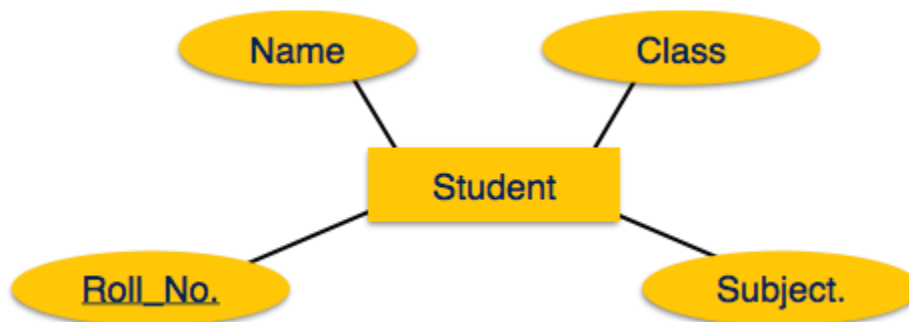 Name
Class
Student
Roll_No.
Subject.